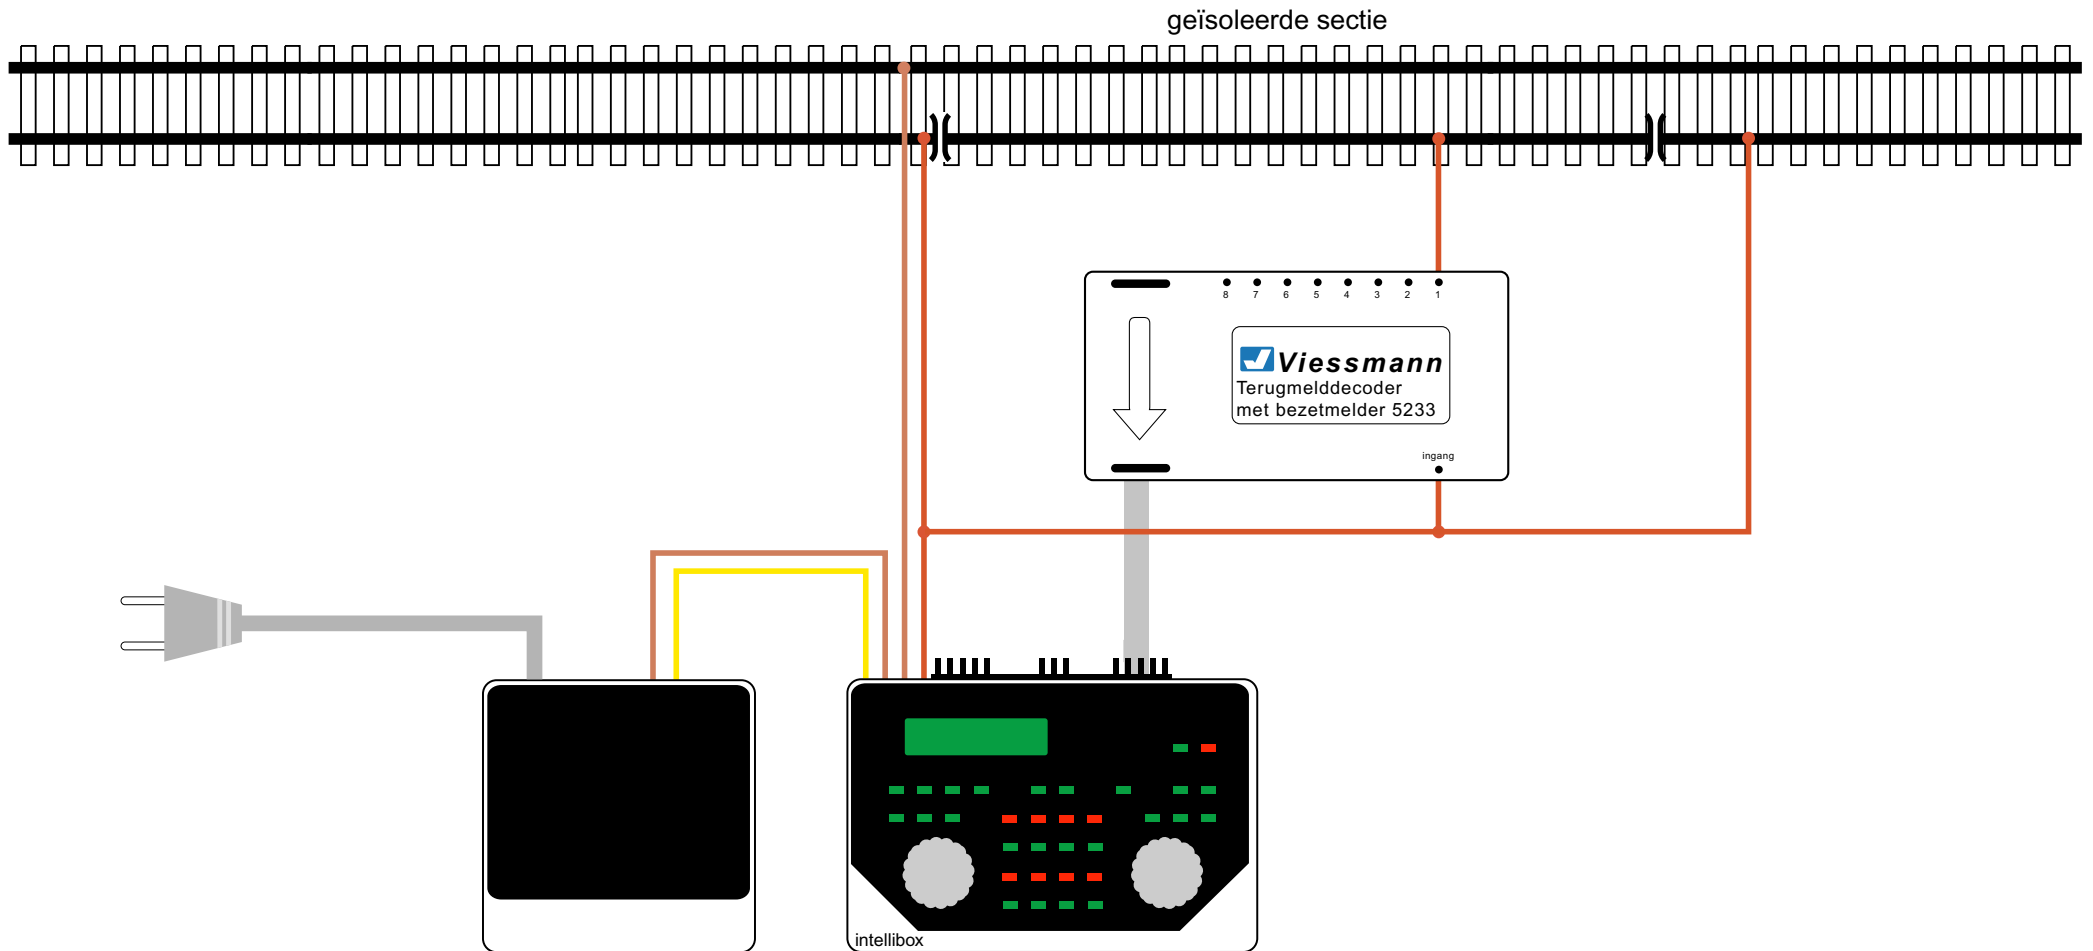 geïsoleerde sectie
8 7 6 5 4 3 2 1
Viessmann
Terugmelddecoder
met bezetmelder 5233
ingang
intellibox